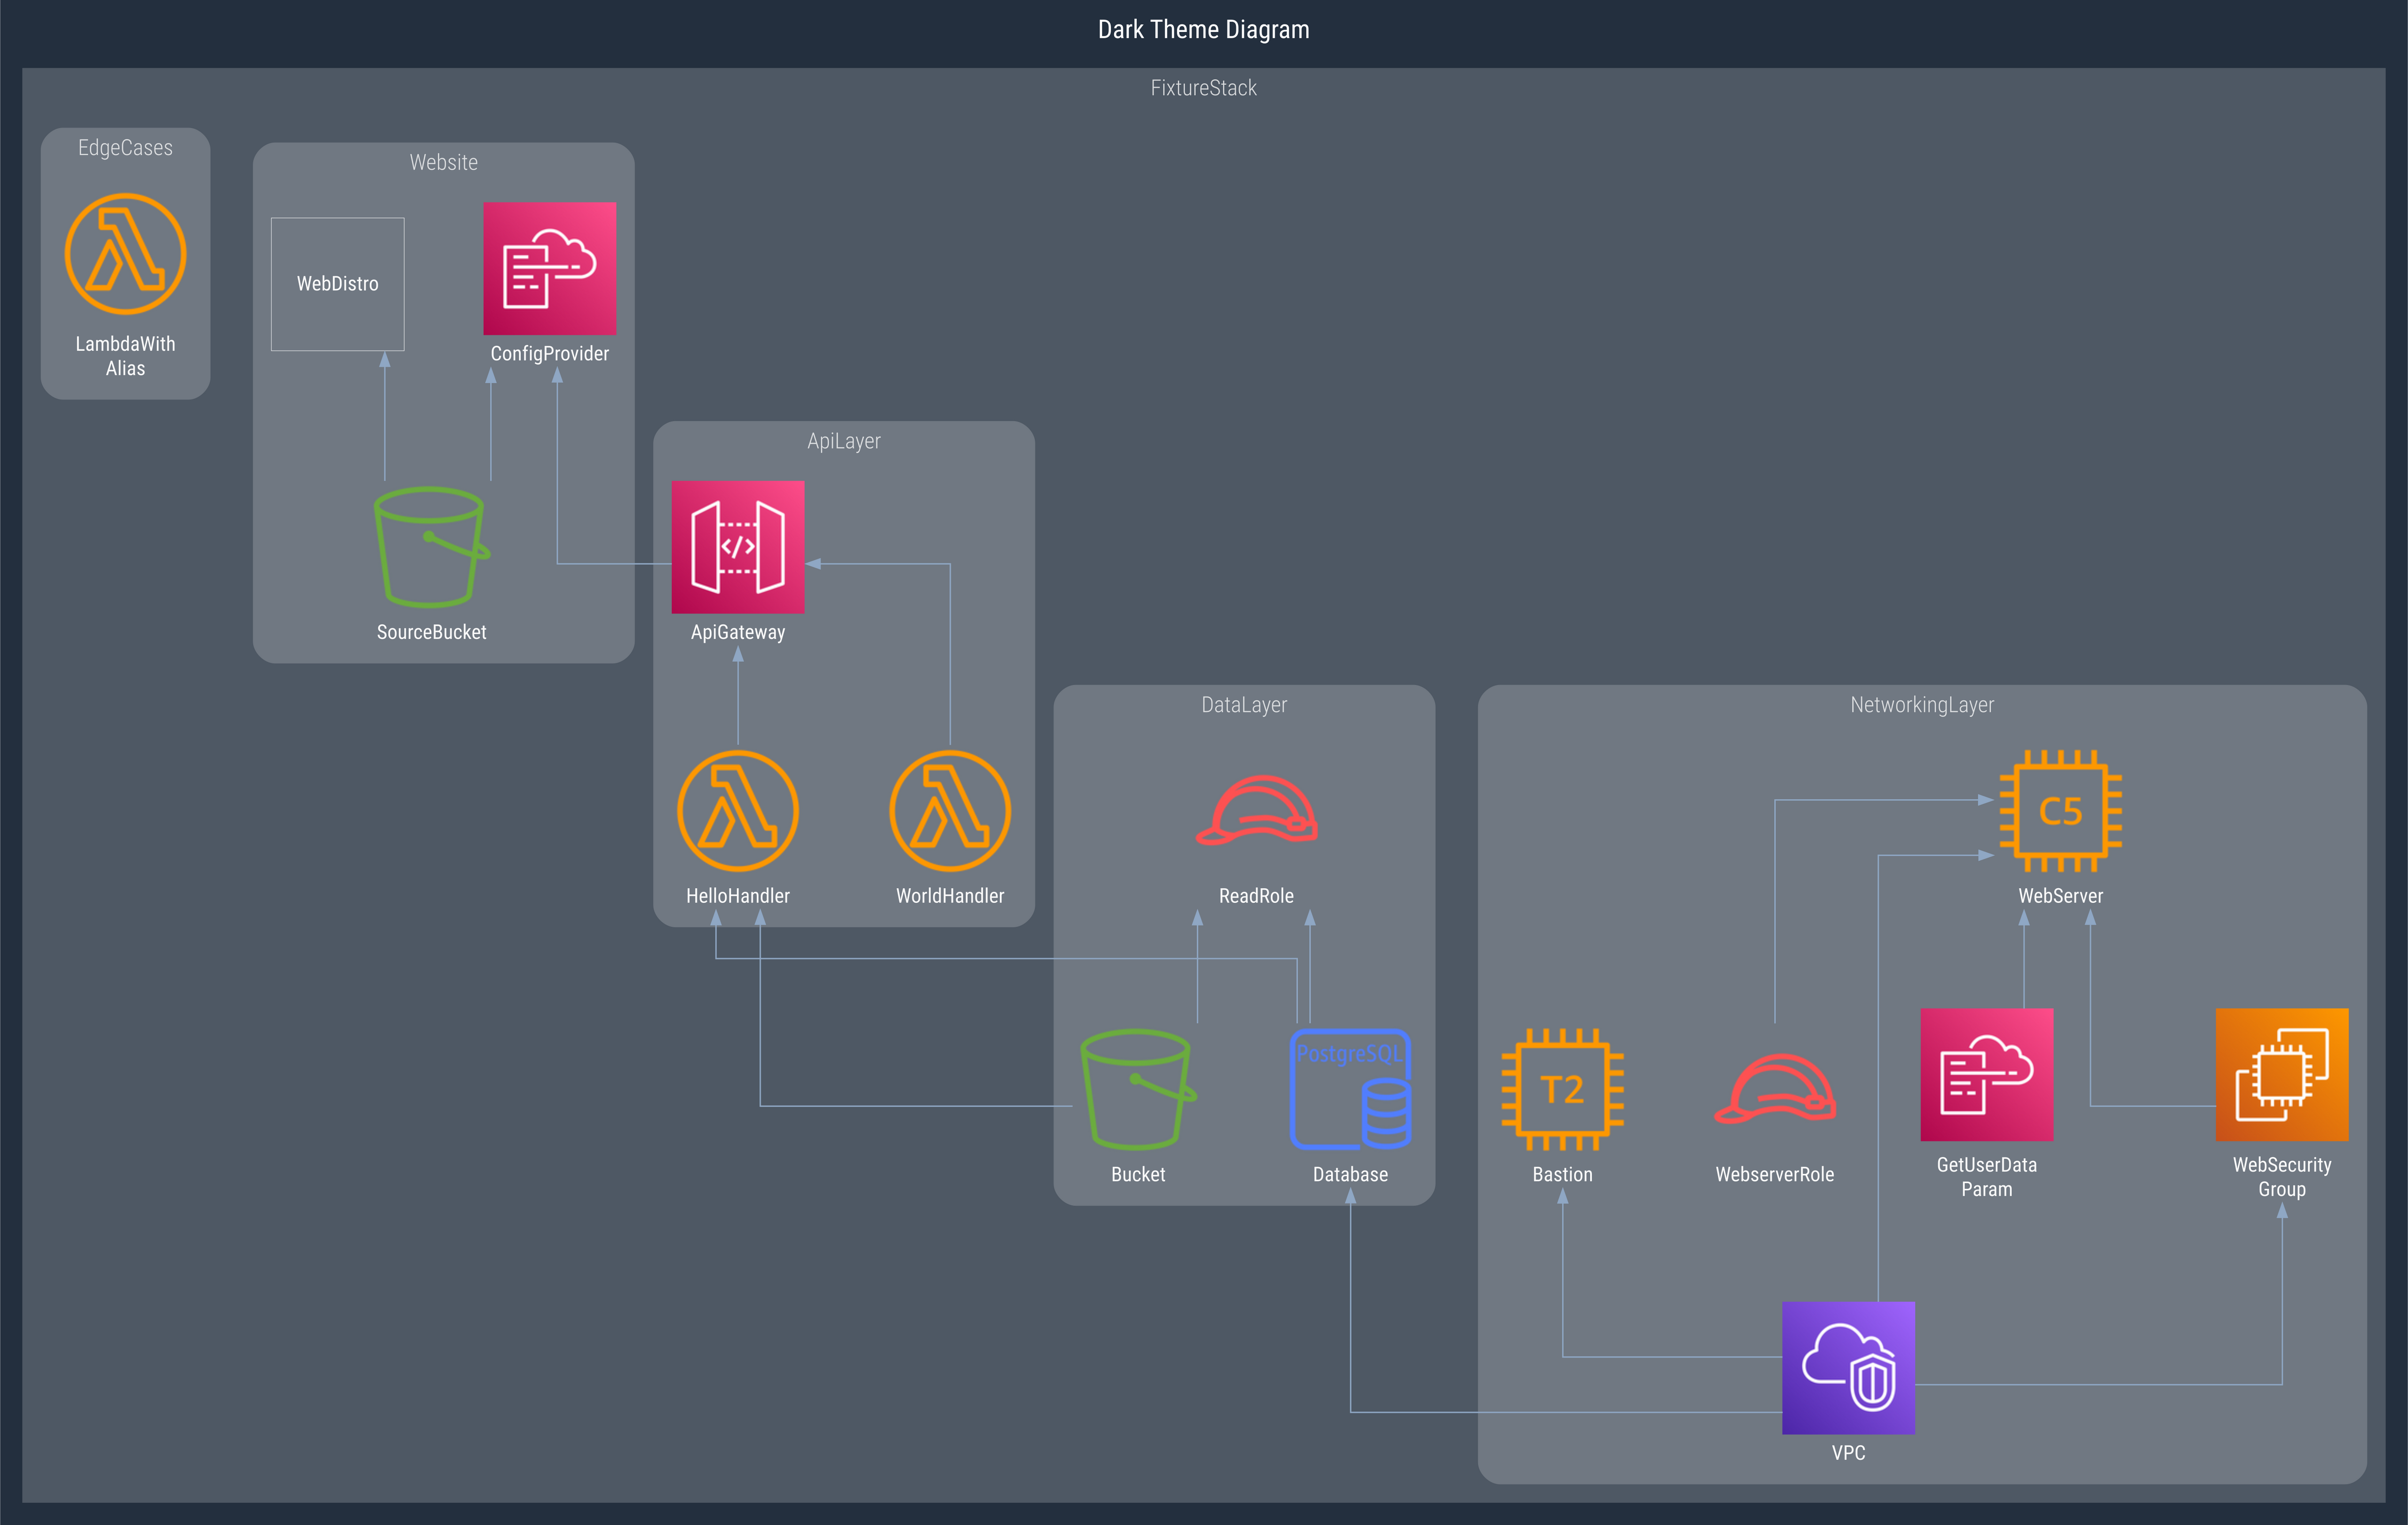 Dark Theme Diagram
FixtureStack
EdgeCases
LambdaWith
Alias
Website
WebDistro
ConfigProvider
SourceBucket
ApiLayer
</>
ApiGateway
HelloHandler
WorldHandler
DataLayer
ReadRole
Bucket
PostgreSQL
Database
NetworkingLayer
C5
WebServer
T2
Bastion
WebserverRole
GetUserData
Param
WebSecurity
Group
VPC